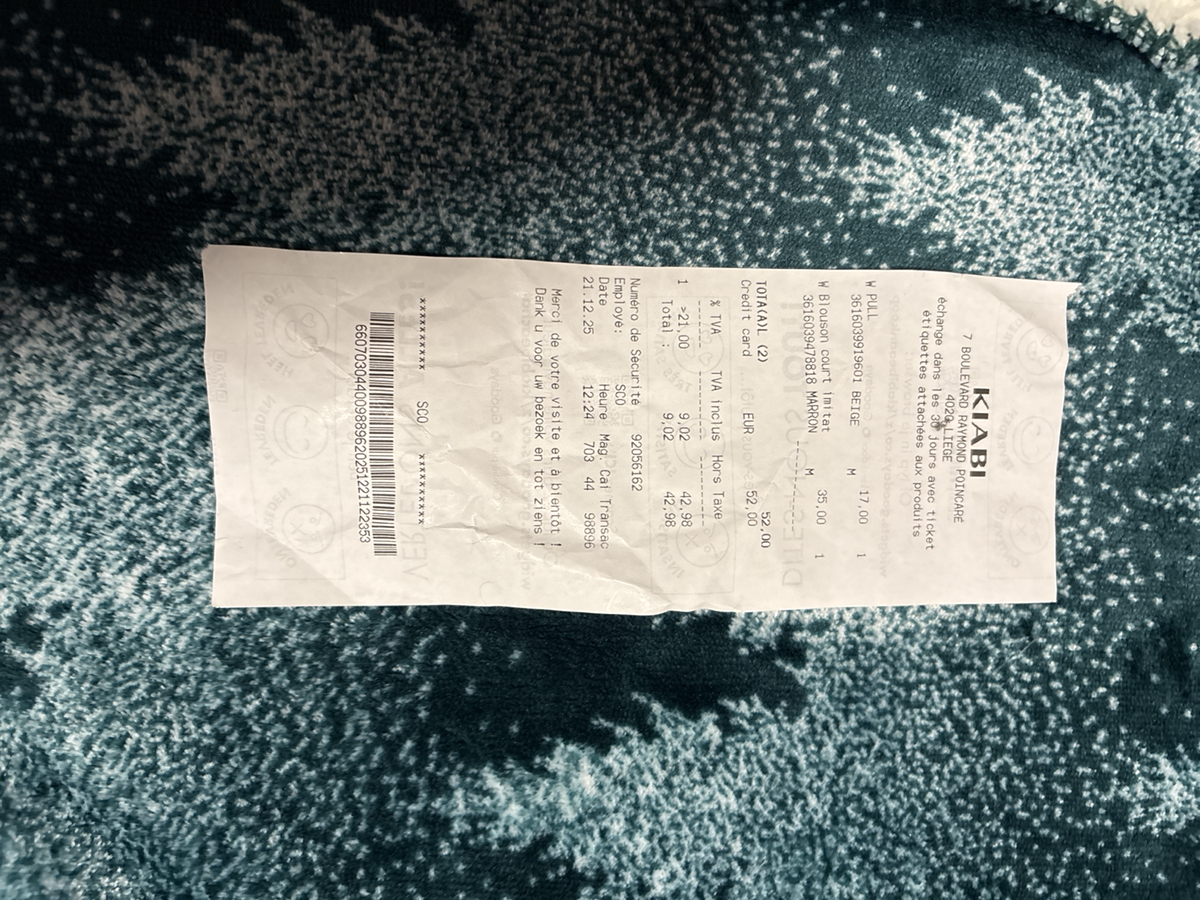 KIABI
7 BOULEVARD RAYMOND POINCARÉ
4020 LIEGE
échange dans les 30 jours avec ticket
étiquettes attachées aux produits
W PULL M 17,00 1
3616039919601 BEIGE
W Blouson court imitat M 35,00 1
3616039478818 MARRON
TOTA(A)L (2) EUR 52,00
Credit card 52,00
% TVA TVA inclus Hors Taxe
1 >21,00 9,02 42,98
Total : 9,02 42,98
Numéro de Sécurité 92056162
Employé: SCO
Date Heure Mag. Cai Transac
21.12.25 12:24 703 44 98896
Merci de votre visite et à bientôt !
Dank u voor uw bezoek en tot ziens !
xxxxxxxxxx SCO xxxxxxxxxx